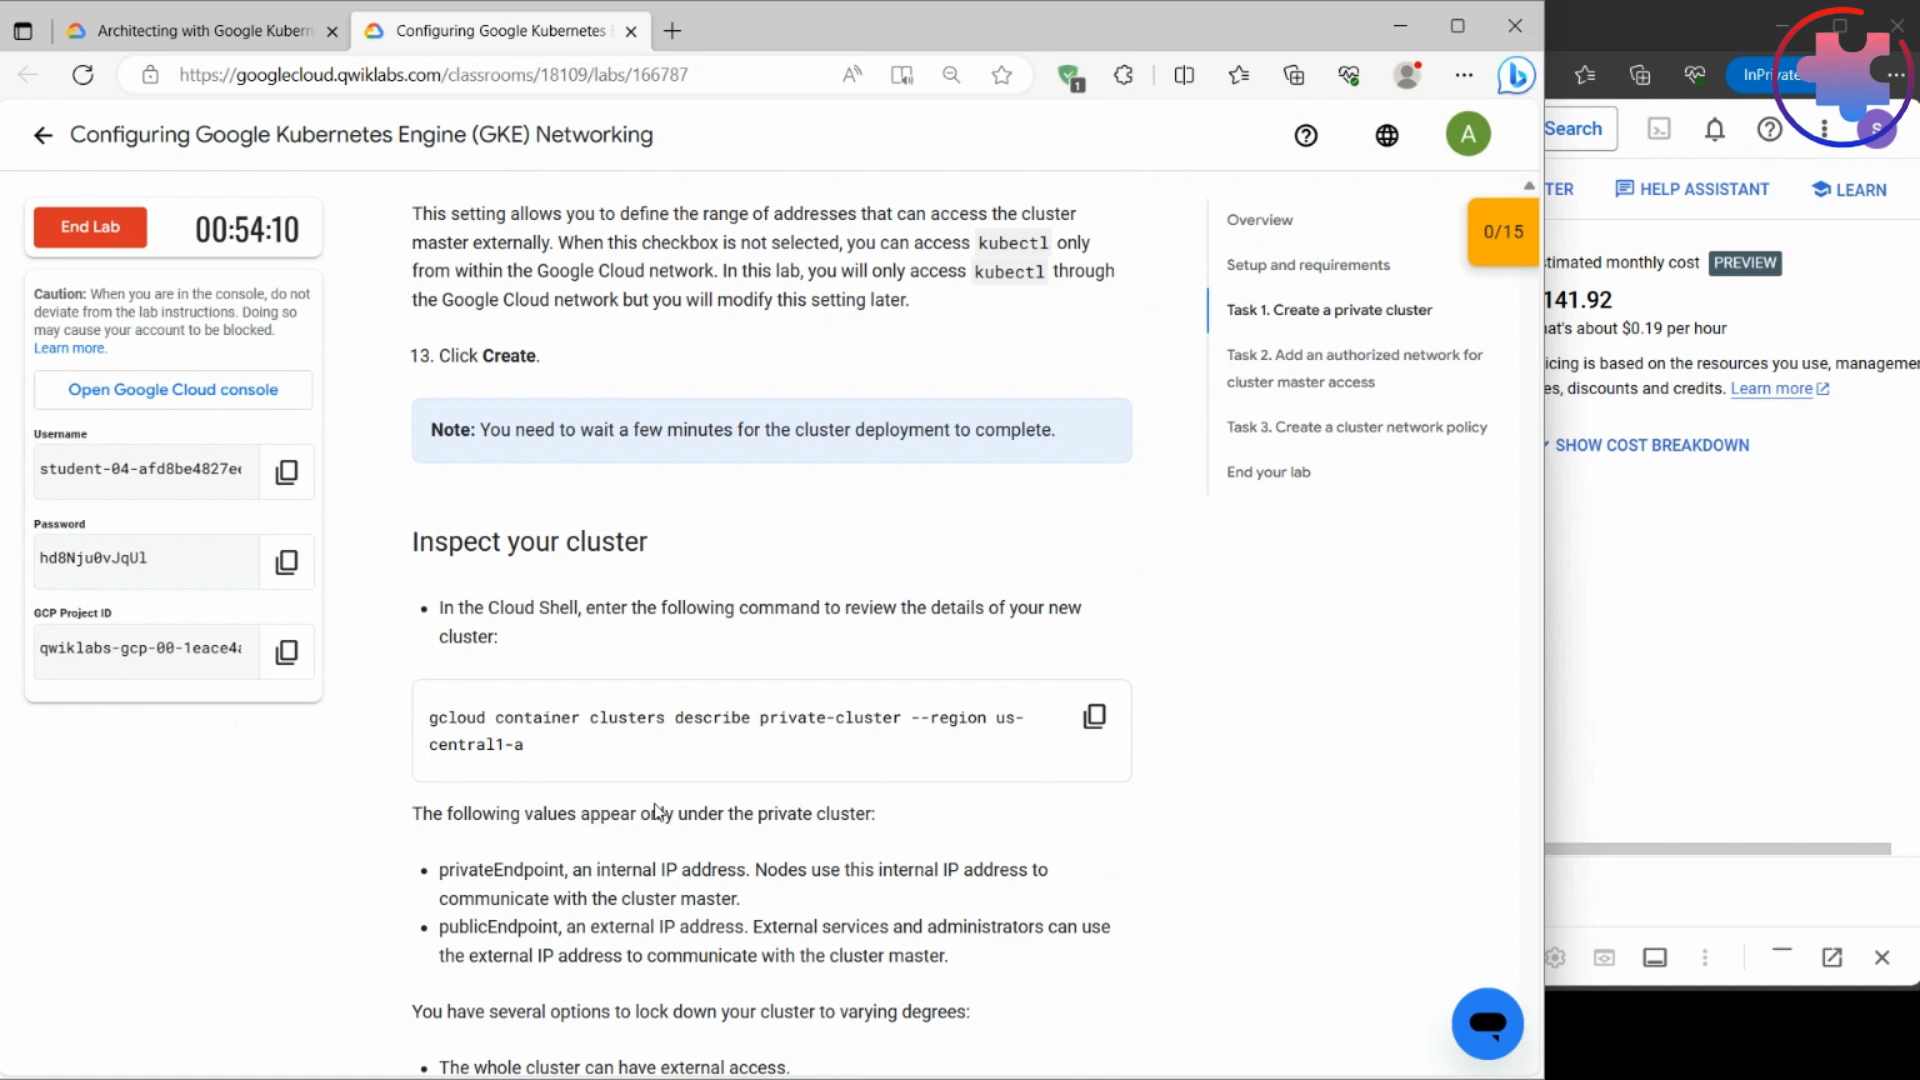 Architecting with Google Kubern
Configuring Google Kubernetes
https://googlecloud.qwiklabs.com/classrooms/18109/labs/166787
1
InPrivate
Configuring Google Kubernetes Engine (GKE) Networking
A
Search
S
End Lab
00:54:10
Caution: When you are in the console, do not
deviate from the lab instructions. Doing so
may cause your account to be blocked.
Learn more.
Open Google Cloud console
Username
student-04-afd8be4827e
Password
hd8Nju0vJqUl
GCP Project ID
qwiklabs-gcp-00-1eace4
This setting allows you to define the range of addresses that can access the cluster
master externally. When this checkbox is not selected, you can access kubectl only
from within the Google Cloud network. In this lab, you will only access kubectl through
the Google Cloud network but you will modify this setting later.
13. Click Create.
Note: You need to wait a few minutes for the cluster deployment to complete.
Inspect your cluster
• In the Cloud Shell, enter the following command to review the details of your new
cluster:
gcloud container clusters describe private-cluster --region us-
central1-a
The following values appear only under the private cluster:
• privateEndpoint, an internal IP address. Nodes use this internal IP address to
communicate with the cluster master.
• publicEndpoint, an external IP address. External services and administrators can use
the external IP address to communicate with the cluster master.
You have several options to lock down your cluster to varying degrees:
• The whole cluster can have external access.
Overview
Setup and requirements
Task 1. Create a private cluster
Task 2. Add an authorized network for
cluster master access
Task 3. Create a cluster network policy
End your lab
0/15
TER
HELP ASSISTANT
LEARN
timated monthly cost PREVIEW
141.92
at's about $0.19 per hour
icing is based on the resources you use, managemen
es, discounts and credits. Learn more
SHOW COST BREAKDOWN